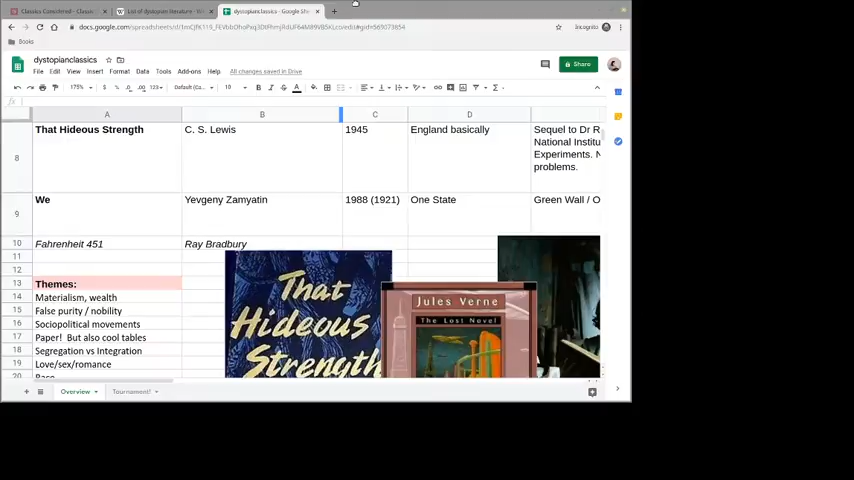 Classics Considered - Classic
List of dystopian literature - Wi
dystopianclassics - Google She
docs.google.com
Incognito
Books
dystopianclassics
File Edit View Insert Format Data Tools Add-ons Help
All changes saved in Drive
Share
175%
$ % .0 .00 123
Default (Ca...
10
B I S A
fx
A B C D
8
That Hideous Strength
C. S. Lewis
1945
England basically
Sequel to Dr R
National Institu
Experiments. N
problems.
9
We
Yevgeny Zamyatin
1988 (1921)
One State
Green Wall / O
10
Fahrenheit 451
Ray Bradbury
11
12
13
Themes:
14
Materialism, wealth
15
False purity / nobility
16
Sociopolitical movements
17
Paper! But also cool tables
18
Segregation vs Integration
19
Love/sex/romance
20
Race
That
Hideous
Strength
Jules Verne
The Lost Novel
Overview
Tournament!